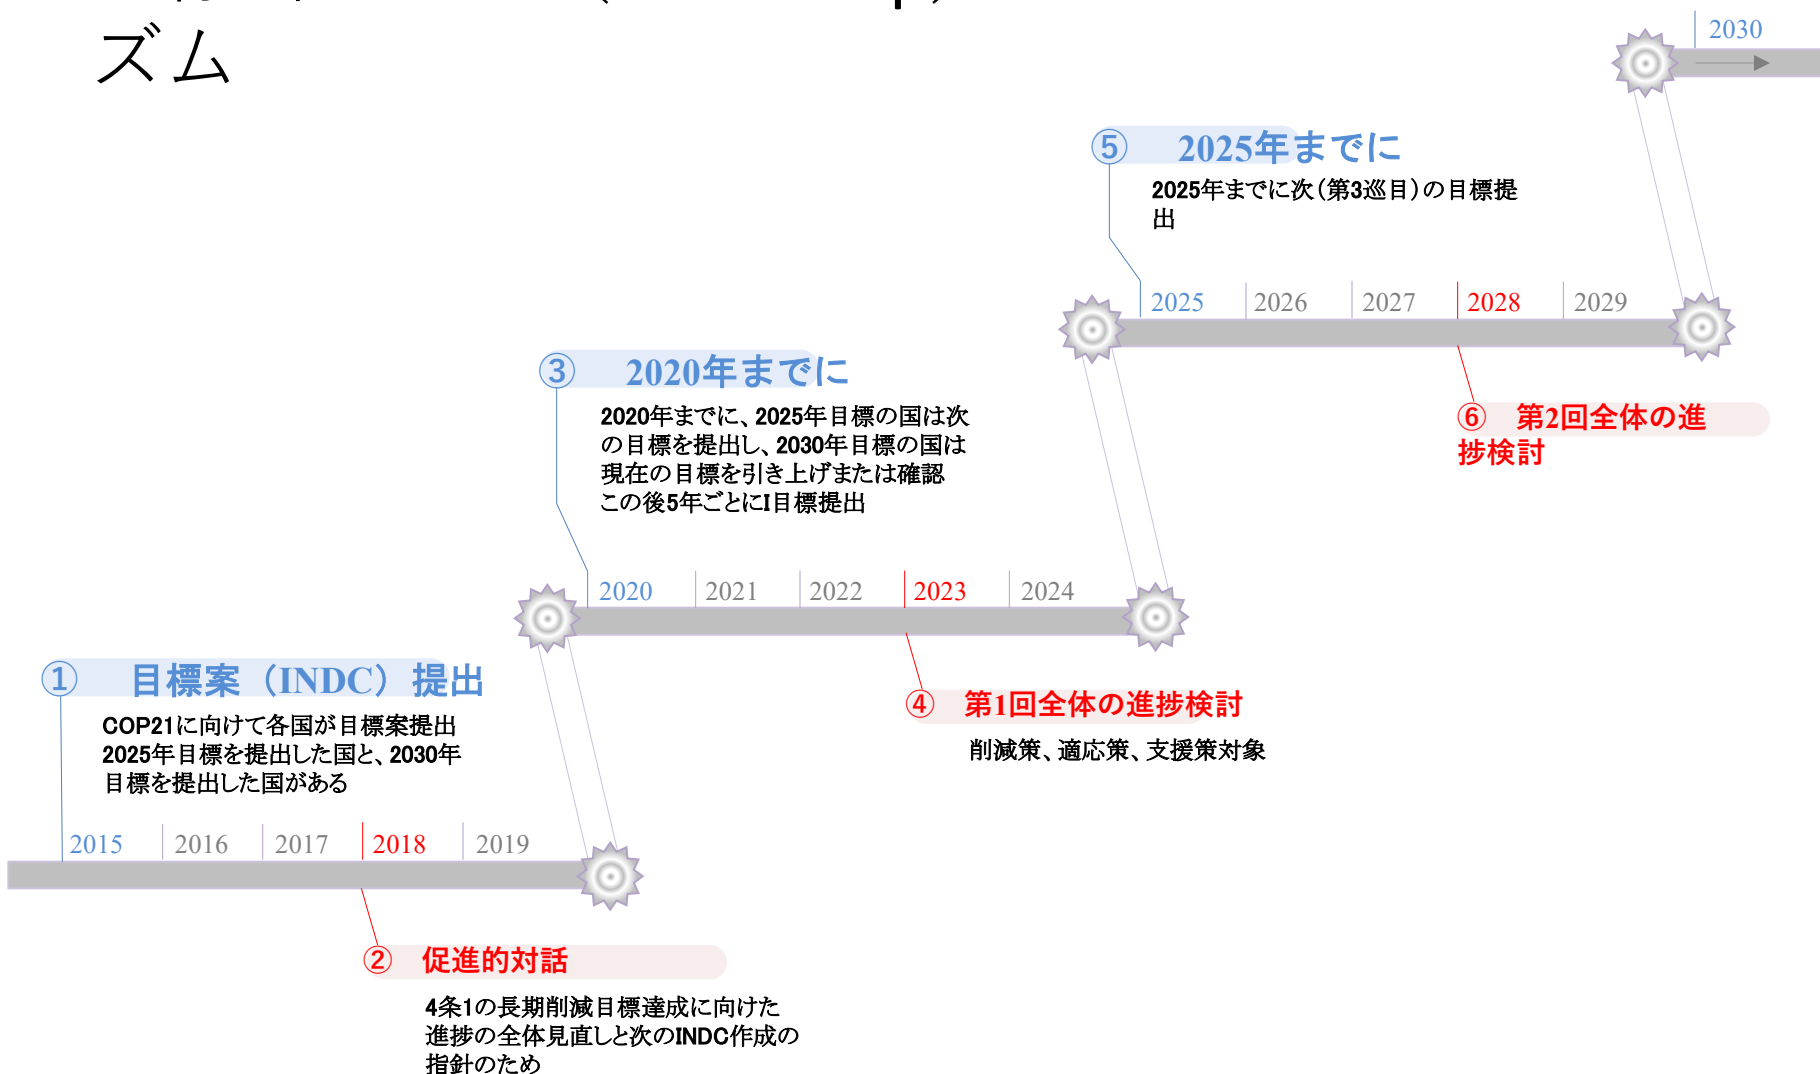 ズム
2030
⑤ 2025年までに
2025年までに次（第3巡目）の目標提
出
2025 2026 2027 2028 2029
⑥ 第2回全体の進
捗検討
③ 2020年までに
2020年までに、2025年目標の国は次
の目標を提出し、2030年目標の国は
現在の目標を引き上げまたは確認
この後5年ごとにI目標提出
2020 2021 2022 2023 2024
④ 第1回全体の進捗検討
削減策、適応策、支援策対象
① 目標案（INDC）提出
COP21に向けて各国が目標案提出
2025年目標を提出した国と、2030年
目標を提出した国がある
2015 2016 2017 2018 2019
② 促進的対話
4条1の長期削減目標達成に向けた
進捗の全体見直しと次のINDC作成の
指針のため